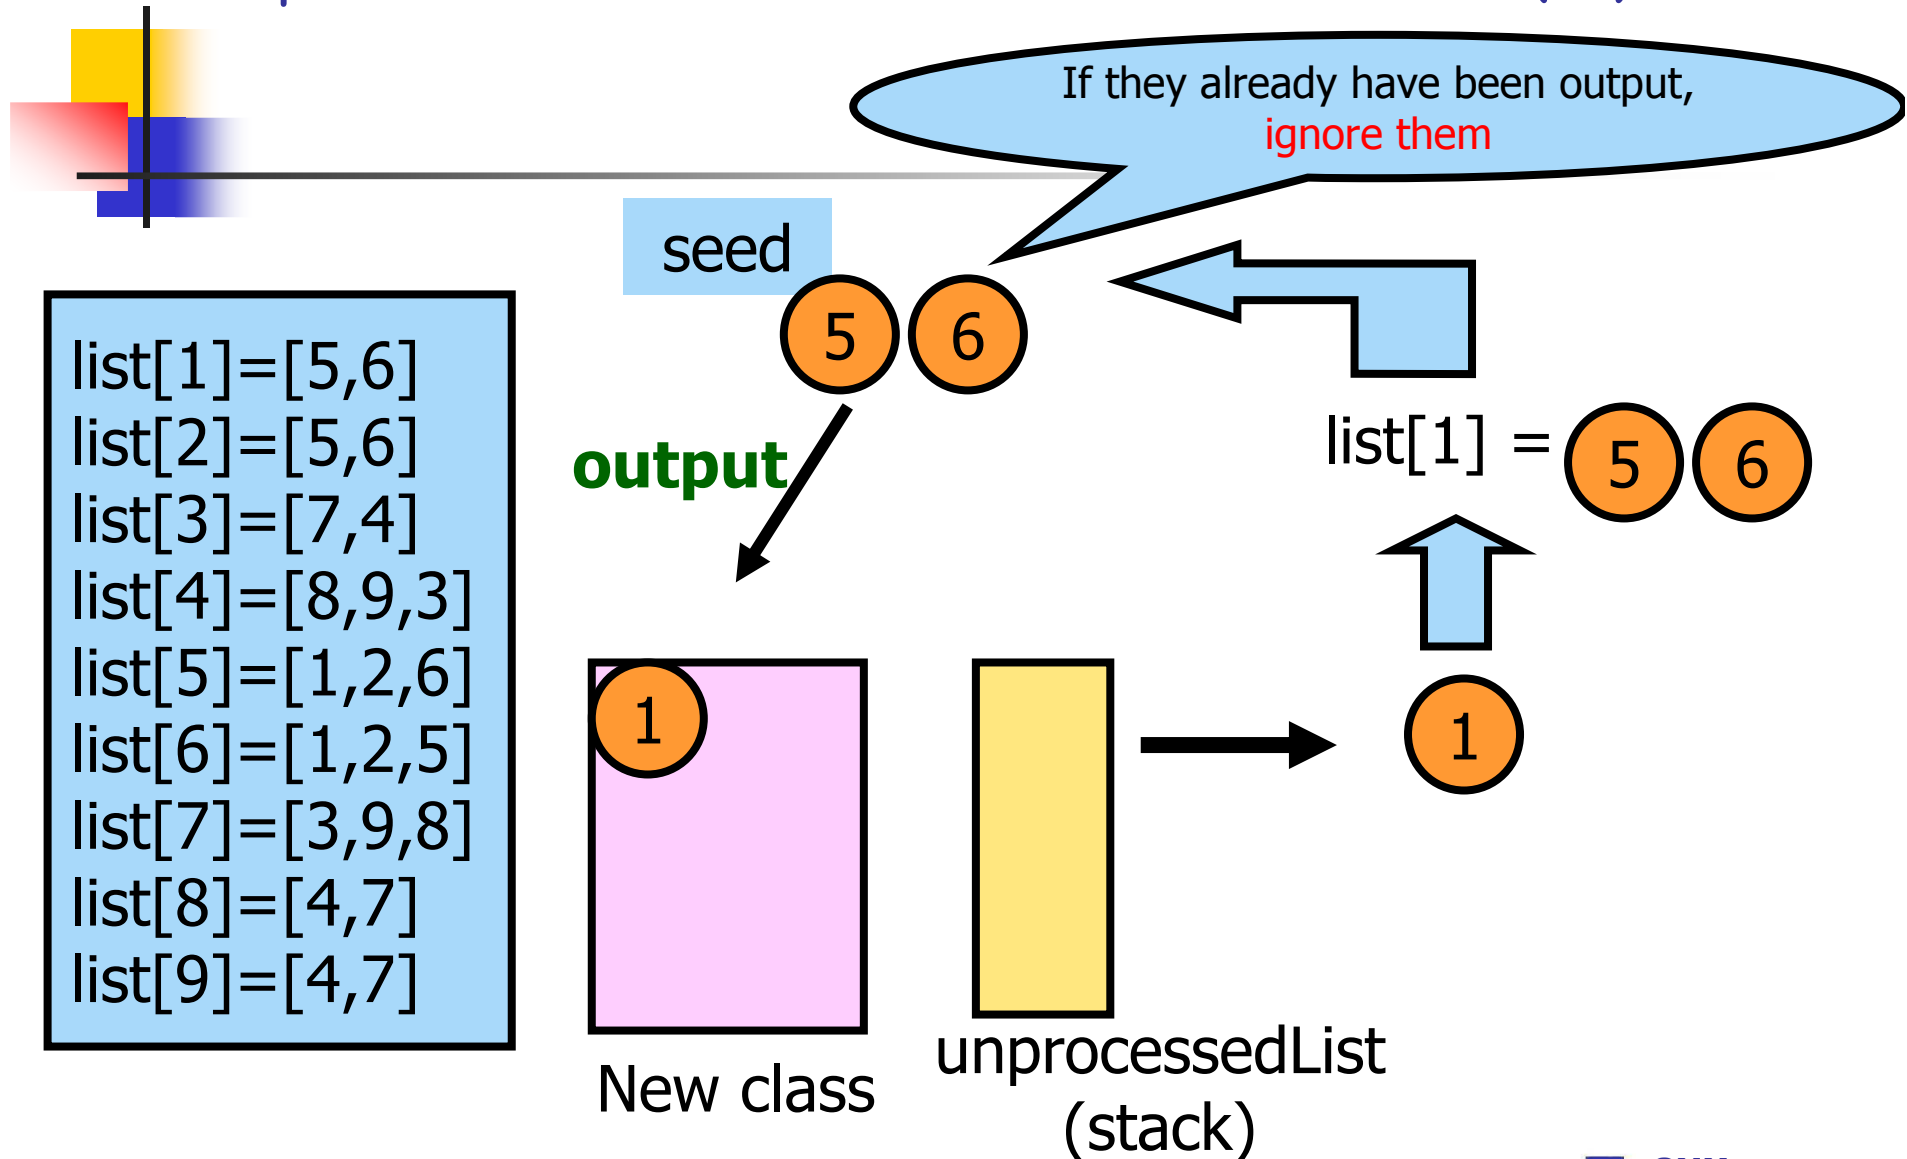 If they already have been output,
ignore them
seed
5 6
list[1]=[5,6]
list[2]=[5,6]
list[3]=[7,4]
list[4]=[8,9,3]
list[5]=[1,2,6]
list[6]=[1,2,5]
list[7]=[3,9,8]
list[8]=[4,7]
list[9]=[4,7]
output
list[1] = 5 6
1
1
New class
unprocessedList
(stack)